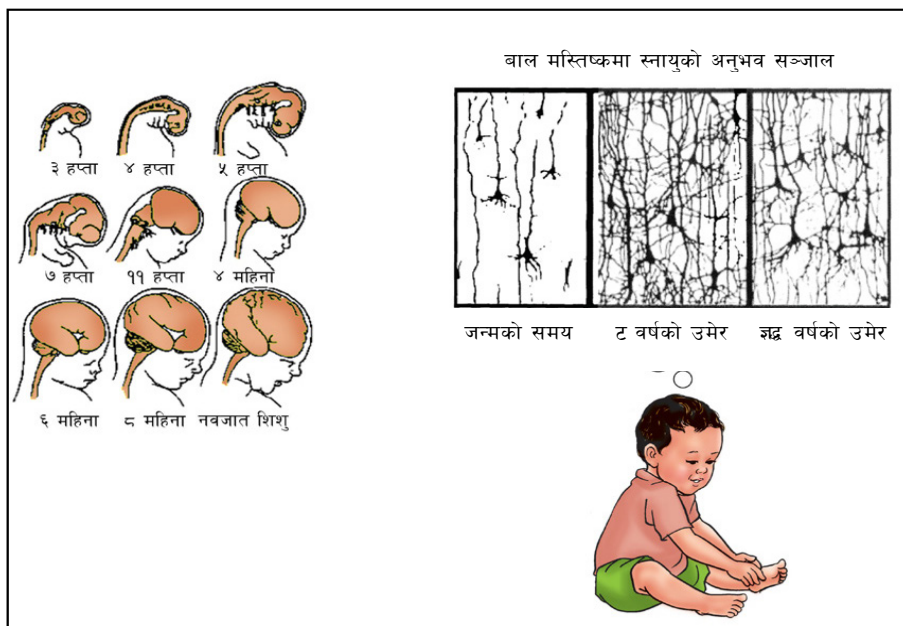 बाल मस्तिष्कमा स्नायुको अनुभव सञ्जाल
३ हप्ता ४ हप्ता ५ हप्ता
७ हप्ता ११ हप्ता ४ महिना
६ महिना ८ महिना नवजात शिशु
जन्मको समय ट वर्षको उमेर ज्ञद्ध वर्षको उमेर